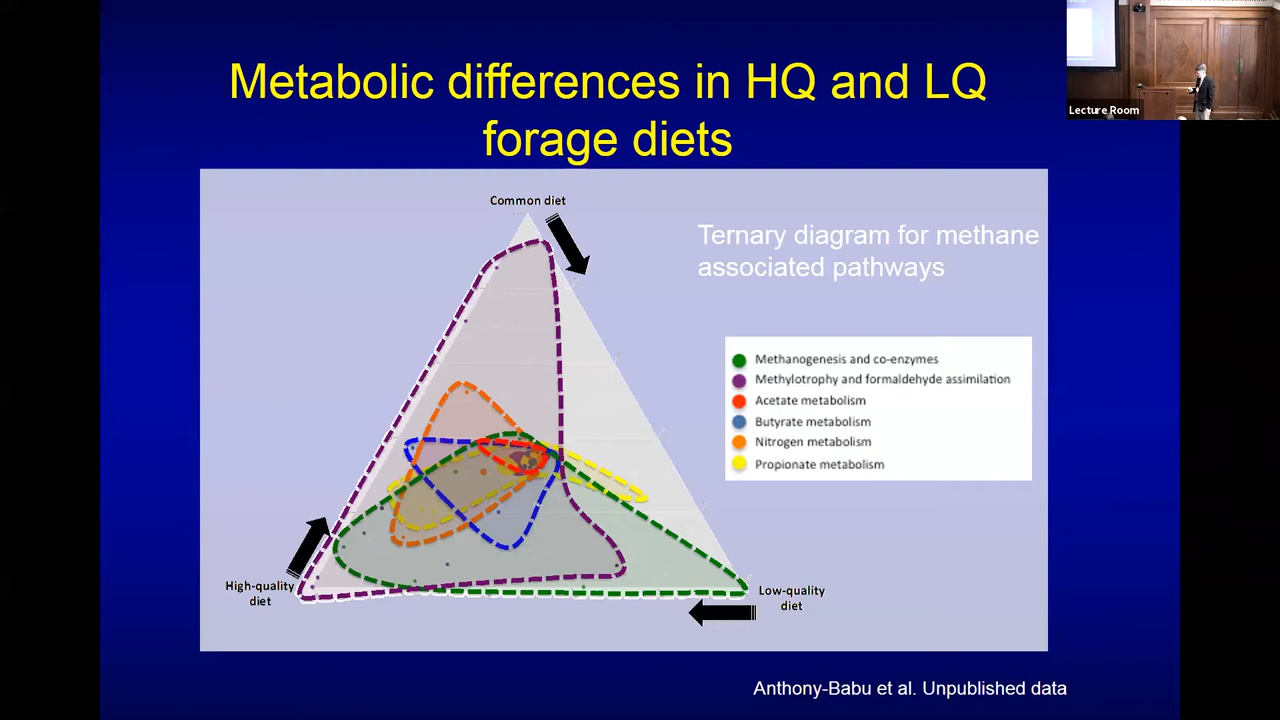 Metabolic differences in HQ and LQ
forage diets
Lecture Room
Common diet
Ternary diagram for methane
associated pathways
Methanogenesis and co-enzymes
Methylotrophy and formaldehyde assimilation
Acetate metabolism
Butyrate metabolism
Nitrogen metabolism
Propionate metabolism
High-quality
diet
Low-quality
diet
Anthony-Babu et al. Unpublished data